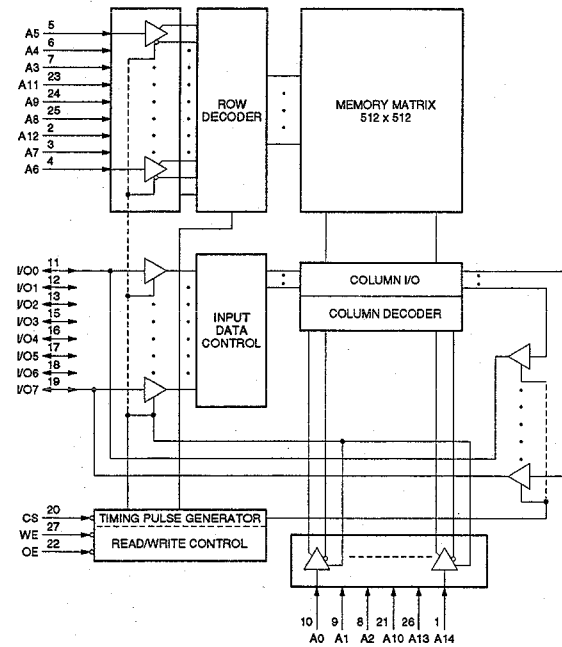 A5 5
A4 6
A3 7
A11 23
A9 24
A8 25
A12 2
A7 3
A6 4
ROW
DECODER
MEMORY MATRIX
512 x 512
I/O0 11
I/O1 12
I/O2 13
I/O3 15
I/O4 16
I/O5 17
I/O6 18
I/O7 19
INPUT
DATA
CONTROL
COLUMN I/O
COLUMN DECODER
CS 20
WE 27
OE 22
TIMING PULSE GENERATOR
READ/WRITE CONTROL
10 9 8 21 26 1
A0 A1 A2 A10 A13 A14